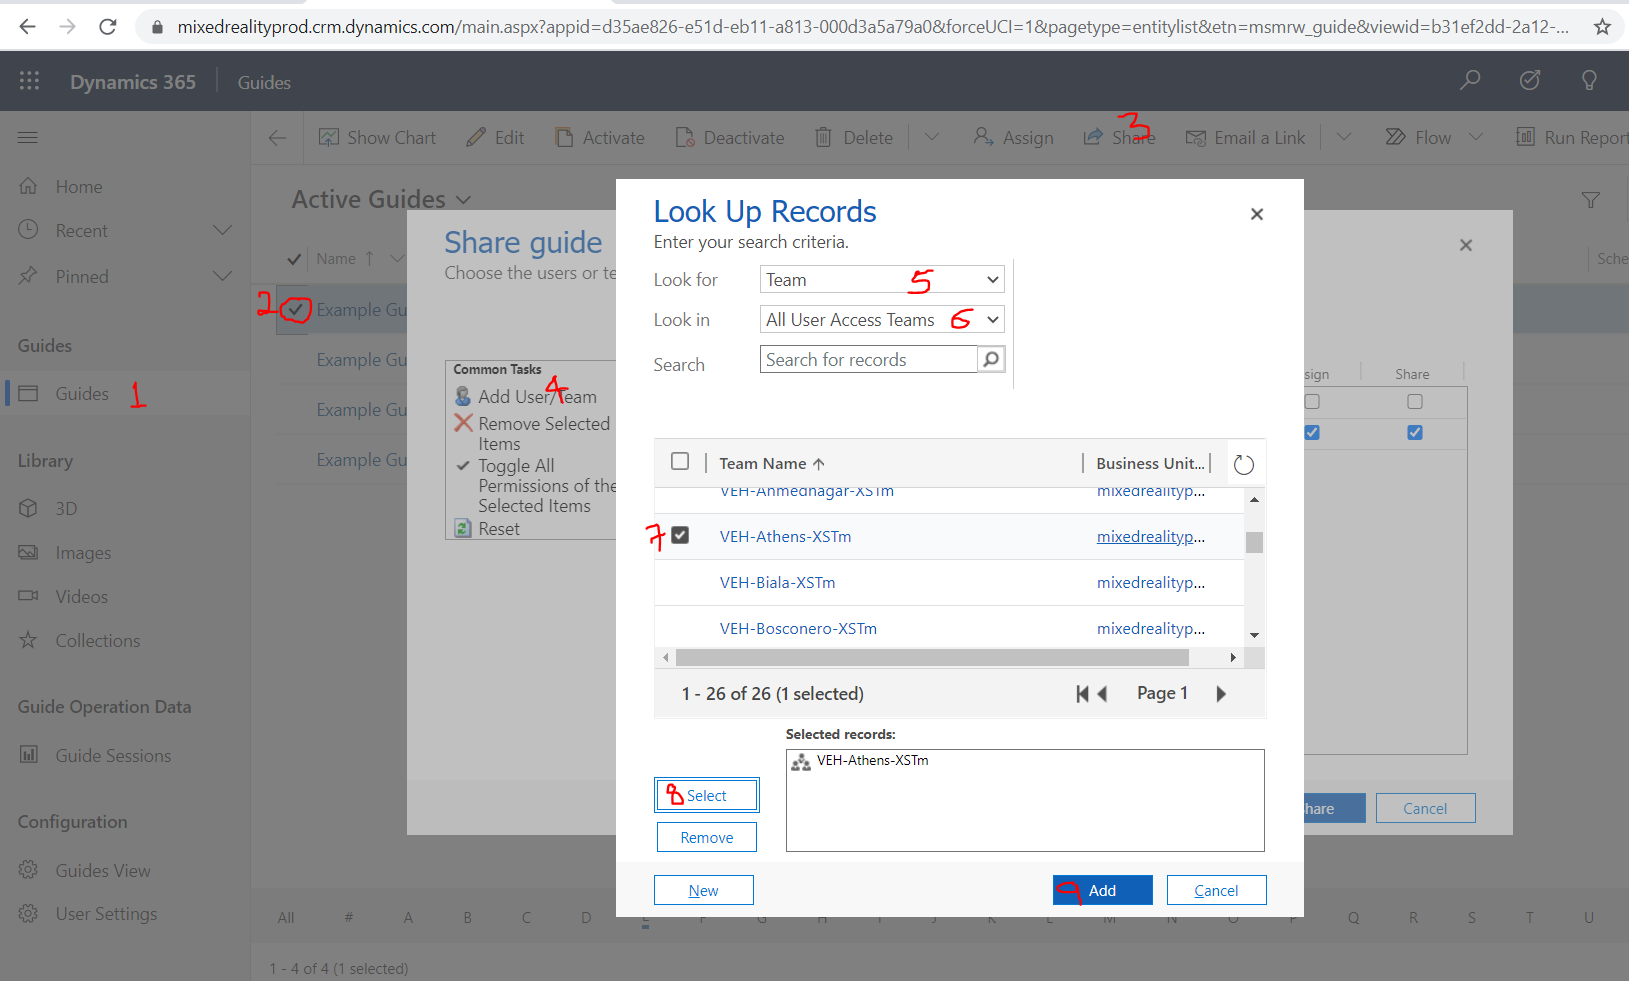 mixedrealityprod.crm.dynamics.com/main.aspx?appid=d35ae826-e51d-eb11-a813-000d3a5a79a0&forceUCI=1&pagetype=entitylist&etn=msmrw_guide&viewid=b31ef2dd-2a12-...
Dynamics 365 Guides
Show Chart Edit Activate Deactivate Delete Assign Share 3 Email a Link Flow Run Report
Home
Recent
Pinned
Guides
Guides 1
Library
3D
Images
Videos
Collections
Guide Operation Data
Guide Sessions
Configuration
Guides View
User Settings
Active Guides
Name ↑ Sche
2 Example Gu
Example Gu
Example Gu
Example Gu
Share guide
Choose the users or te
Common Tasks
4
Add User/Team
Remove Selected
Items
Toggle All
Permissions of the
Selected Items
Reset
sign Share
hare Cancel
Look Up Records
Enter your search criteria.
Look for Team 5
Look in All User Access Teams 6
Search Search for records
Team Name ↑ Business Unit...
VEH-Ahmednagar-XSTm mixedrealityp...
7 VEH-Athens-XSTm mixedrealityp...
VEH-Biala-XSTm mixedrealityp...
VEH-Bosconero-XSTm mixedrealityp...
1 - 26 of 26 (1 selected) Page 1
Selected records:
VEH-Athens-XSTm
8 Select
Remove
New 9 Add Cancel
All # A B C D E F G H I J K L M N O P Q R S T U
1 - 4 of 4 (1 selected)